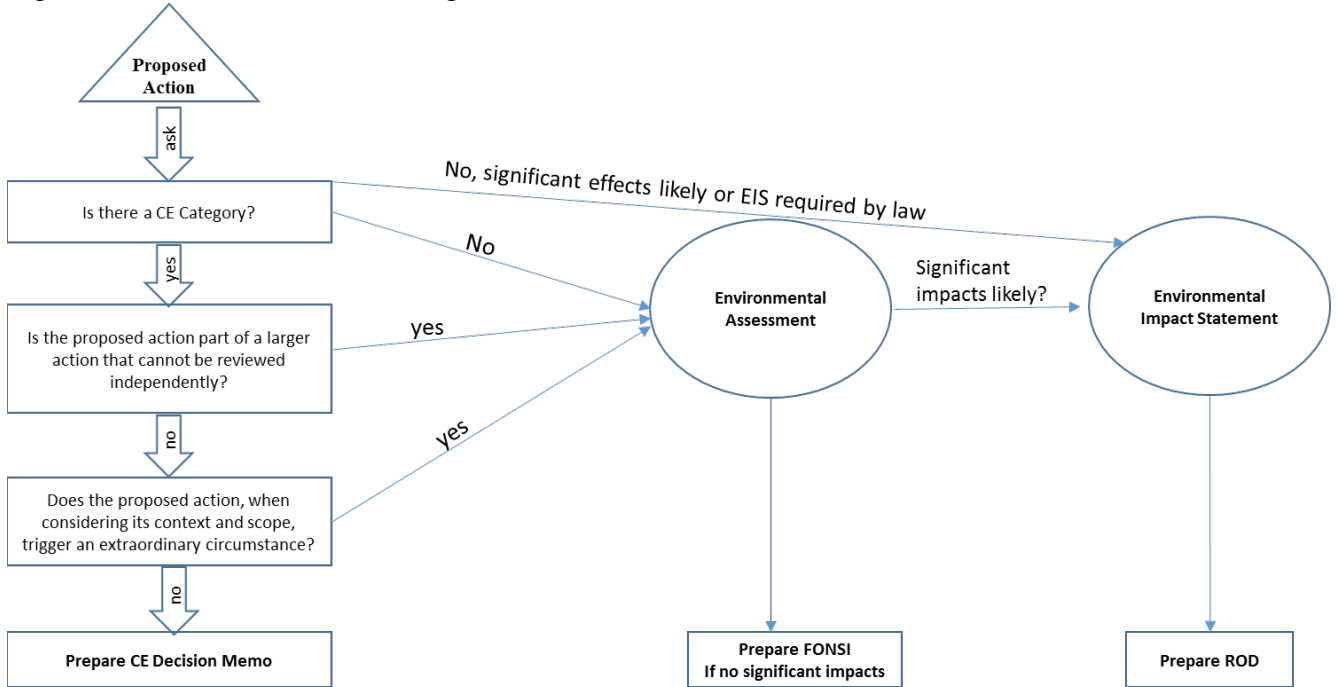 Proposed
Action
ask
Is there a CE Category?
No, significant effects likely or EIS required by law
No
yes
Is the proposed action part of a larger
action that cannot be reviewed
independently?
yes
Environmental
Assessment
Significant
impacts likely?
Environmental
Impact Statement
no
yes
Does the proposed action, when
considering its context and scope,
trigger an extraordinary circumstance?
no
Prepare CE Decision Memo
Prepare FONSI
If no significant impacts
Prepare ROD